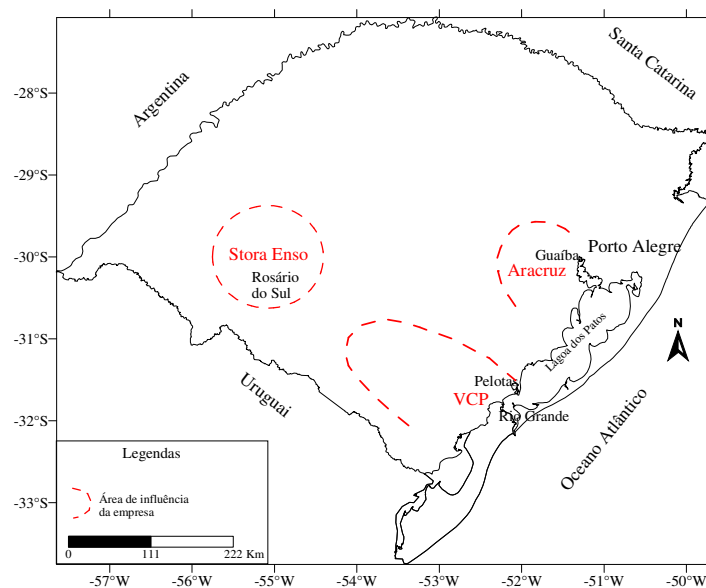 Santa Catarina
Argentina
-28°S
-29°S
-30°S
-31°S
-32°S
-33°S
Stora Enso
Rosário
do Sul
Guaíba
Porto Alegre
Aracruz
Lagoa dos Patos
N
Pelotas
VCP
Rio Grande
Uruguai
Oceano Atlântico
Legendas
Área de influência
da empresa
0 111 222 Km
-57°W -56°W -55°W -54°W -53°W -52°W -51°W -50°W